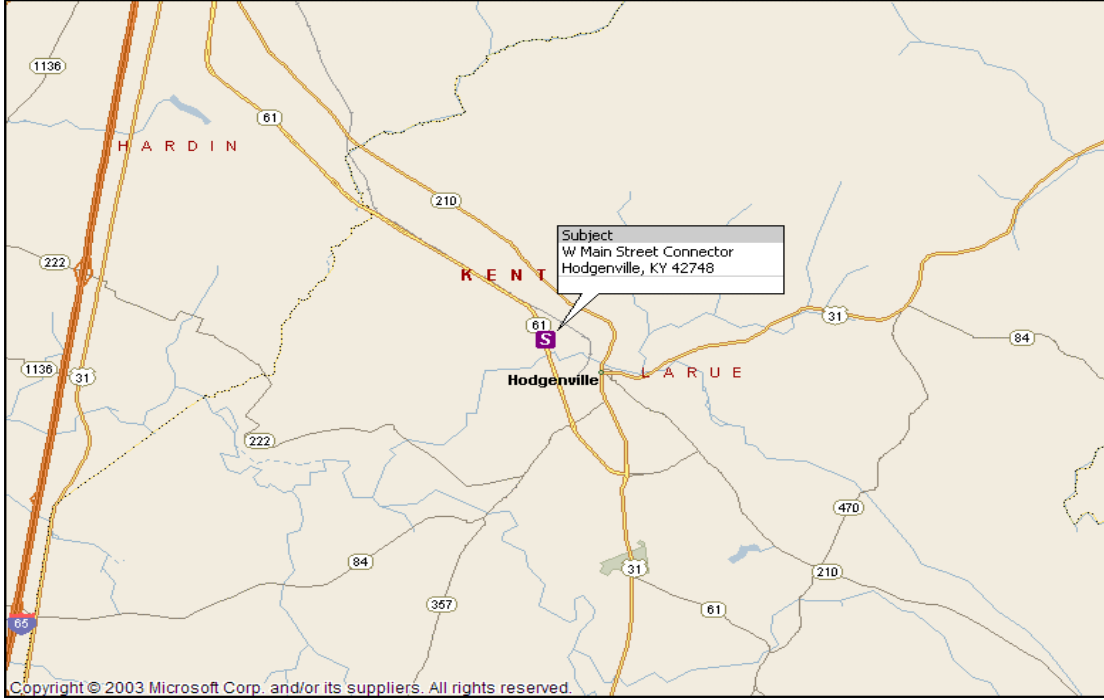 1136
61
HARDIN
210
Subject
W Main Street Connector
Hodgenville, KY 42748
222
KENT
61
S
31
84
1136
31
Hodgenville
LARUE
222
470
84
31
210
357
61
65
Copyright © 2003 Microsoft Corp. and/or its suppliers. All rights reserved.